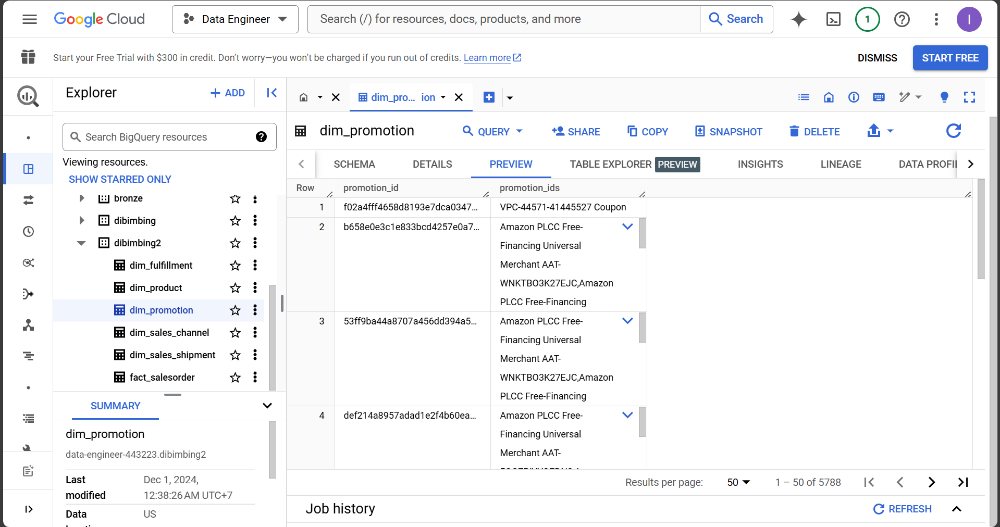 Google Cloud
Data Engineer
Search (/) for resources, docs, products, and more
Search
1
I
Start your Free Trial with $300 in credit. Don't worry—you won't be charged if you run out of credits. Learn more
DISMISS
START FREE
Explorer
+ ADD
Search BigQuery resources
Viewing resources.
SHOW STARRED ONLY
bronze
dibimbing
dibimbing2
dim_fulfillment
dim_product
dim_promotion
dim_sales_channel
dim_sales_shipment
fact_salesorder
SUMMARY
dim_promotion
data-engineer-443223.dibimbing2
Last modified
Dec 1, 2024, 12:38:26 AM UTC+7
Data
US
dim_pro... ion
dim_promotion
QUERY
SHARE
COPY
SNAPSHOT
DELETE
SCHEMA
DETAILS
PREVIEW
TABLE EXPLORER PREVIEW
INSIGHTS
LINEAGE
DATA PROFI
Row promotion_id promotion_ids
1 f02a4fff4658d8193e7dca0347... VPC-44571-41445527 Coupon
2 b658e0e3c1e833bcd4257e0a7... Amazon PLCC Free-
Financing Universal
Merchant AAT-
WNKTBO3K27EJC,Amazon
PLCC Free-Financing
3 53ff9ba44a8707a456dd394a5... Amazon PLCC Free-
Financing Universal
Merchant AAT-
WNKTBO3K27EJC,Amazon
PLCC Free-Financing
4 def214a8957adad1e2f4b60ea... Amazon PLCC Free-
Financing Universal
Merchant AAT-
Results per page: 50 1 – 50 of 5788
Job history
REFRESH